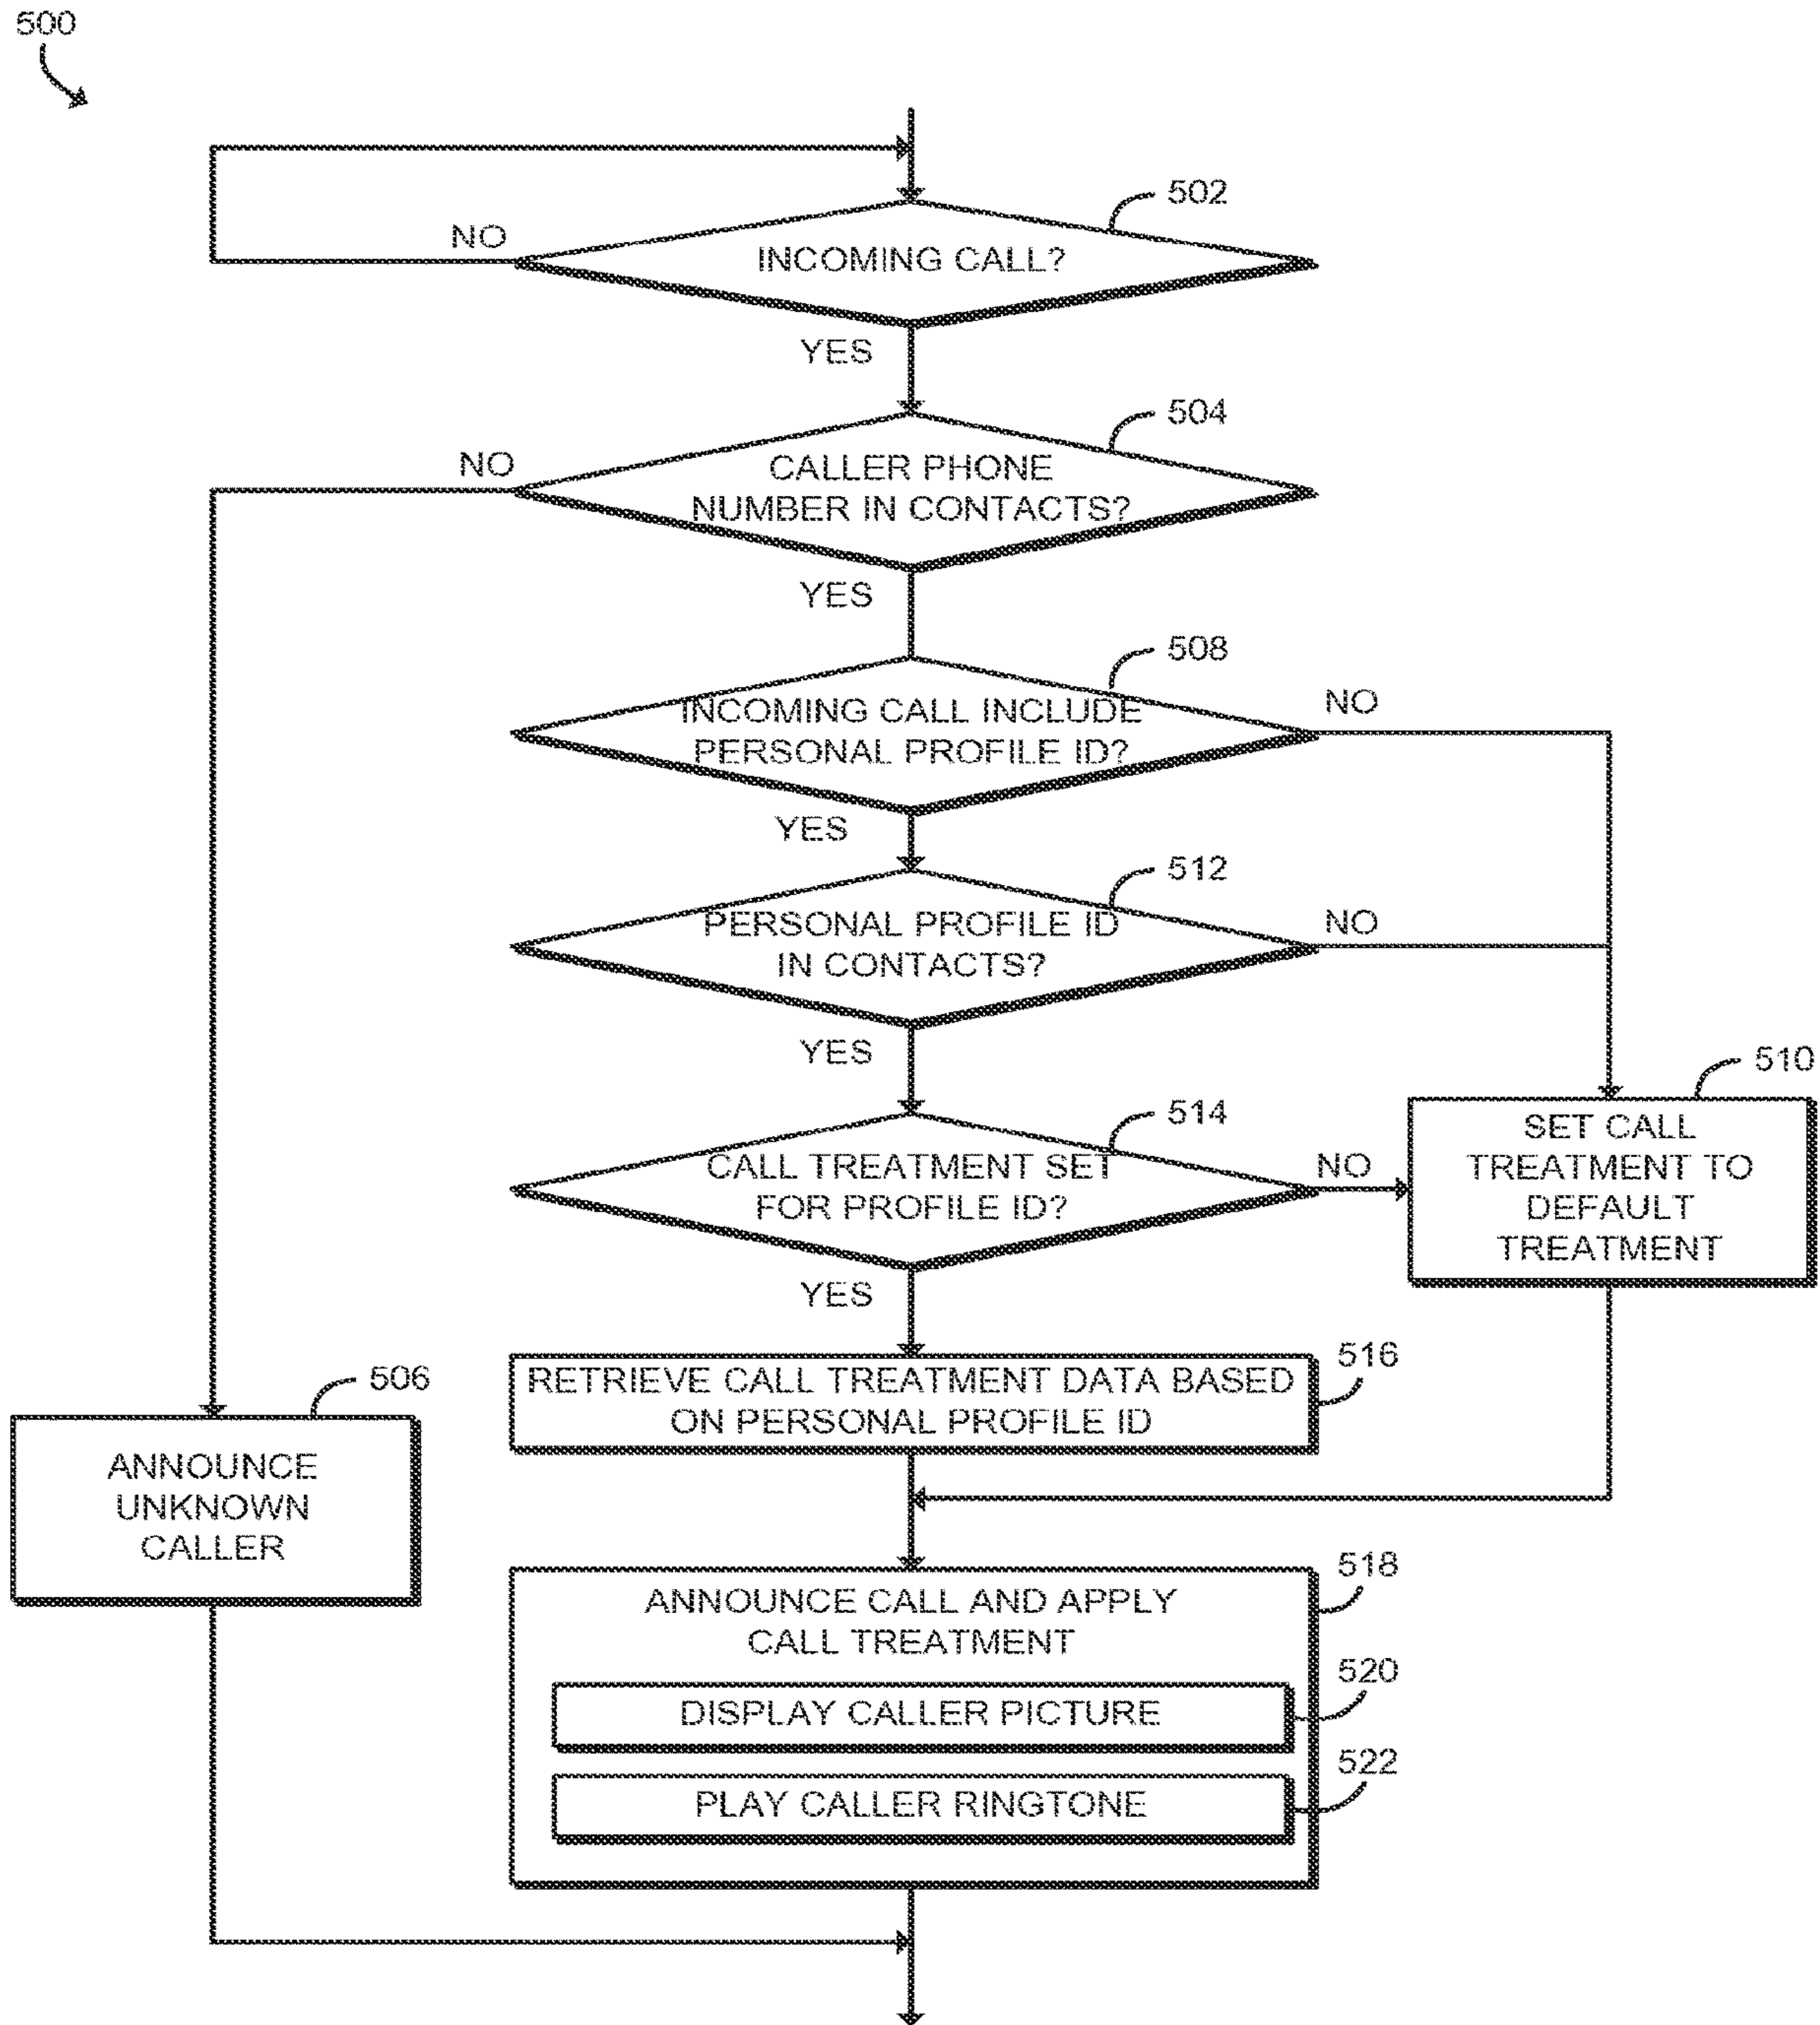 500
502
NO
INCOMING CALL?
YES
504
NO
CALLER PHONE
NUMBER IN CONTACTS?
YES
508
INCOMING CALL INCLUDE
PERSONAL PROFILE ID?
NO
YES
512
PERSONAL PROFILE ID
IN CONTACTS?
NO
YES
510
SET CALL
TREATMENT TO
DEFAULT
TREATMENT
514
CALL TREATMENT SET
FOR PROFILE ID?
NO
YES
516
RETRIEVE CALL TREATMENT DATA BASED
ON PERSONAL PROFILE ID
506
ANNOUNCE
UNKNOWN
CALLER
518
ANNOUNCE CALL AND APPLY
CALL TREATMENT
520
DISPLAY CALLER PICTURE
522
PLAY CALLER RINGTONE